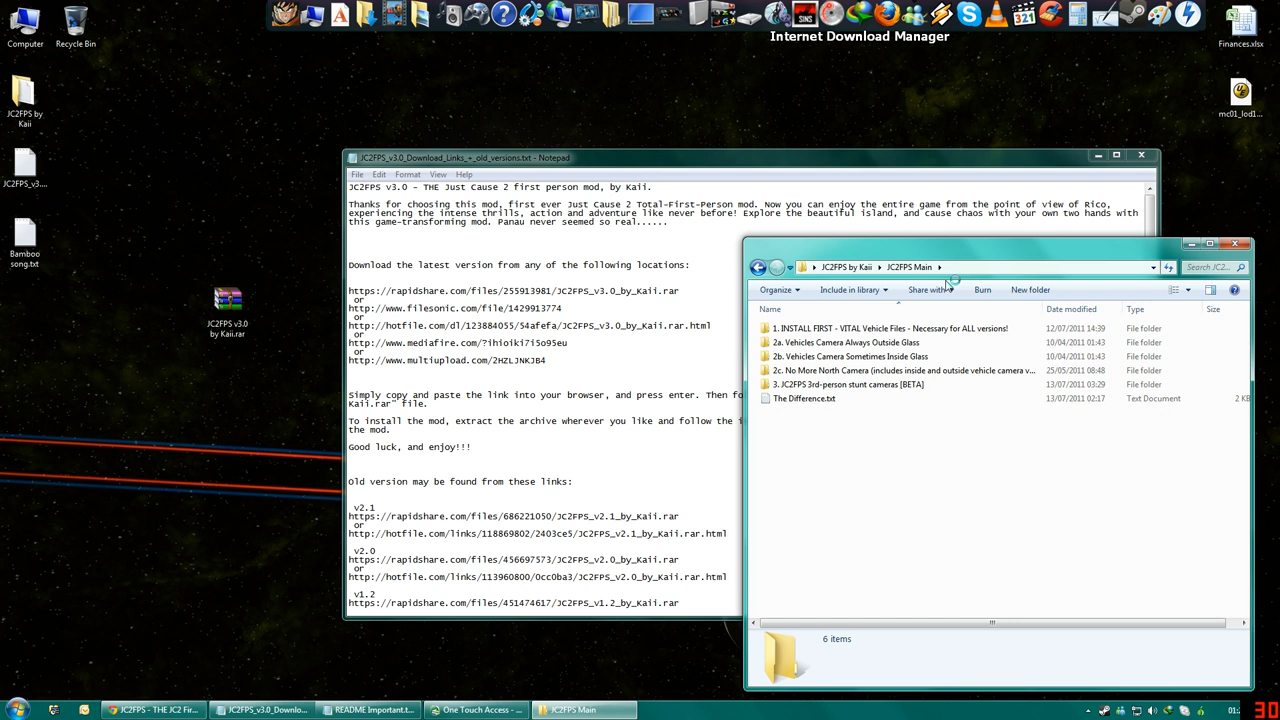 Internet Download Manager
Computer
Recycle Bin
Finances.xlsx
JC2FPS by
Kaii
mc01_lod1...
JC2FPS_v3....
Bamboo
song.txt
JC2FPS v3.0
by Kaii.rar
JC2FPS_v3.0_Download_Links_+_old_versions.txt - Notepad
File Edit Format View Help
JC2FPS v3.0 - THE Just Cause 2 first person mod, by Kaii.
Thanks for choosing this mod, first ever Just Cause 2 Total-First-Person mod. Now you can enjoy the entire game from the point of view of Rico,
experiencing the intense thrills, action and adventure like never before! Explore the beautiful island, and cause chaos with your own two hands with
this game-transforming mod. Panau never seemed so real......
Download the latest version from any of the following locations:
https://rapidshare.com/files/255913981/JC2FPS_v3.0_by_Kaii.rar
or
http://www.filesonic.com/file/1429913774
or
http://hotfile.com/dl/123884055/54afefa/JC2FPS_v3.0_by_Kaii.rar.html
or
http://www.mediafire.com/?ihioiki7i5o95eu
or
http://www.multiupload.com/2HZLJNKJB4
Simply copy and paste the link into your browser, and press enter. Then fo
Kaii.rar" file.
To install the mod, extract the archive wherever you like and follow the i
the mod.
Good luck, and enjoy!!!
Old version may be found from these links:
v2.1
https://rapidshare.com/files/686221050/JC2FPS_v2.1_by_Kaii.rar
or
http://hotfile.com/links/118869802/2403ce5/JC2FPS_v2.1_by_Kaii.rar.html
v2.0
https://rapidshare.com/files/456697573/JC2FPS_v2.0_by_Kaii.rar
or
http://hotfile.com/links/113960800/0cc0ba3/JC2FPS_v2.0_by_Kaii.rar.html
v1.2
https://rapidshare.com/files/451474617/JC2FPS_v1.2_by_Kaii.rar
JC2FPS by Kaii JC2FPS Main
Search JC2...
Organize Include in library Share with Burn New folder
Name Date modified Type Size
1. INSTALL FIRST - VITAL Vehicle Files - Necessary for ALL versions! 12/07/2011 14:39 File folder
2a. Vehicles Camera Always Outside Glass 10/04/2011 01:43 File folder
2b. Vehicles Camera Sometimes Inside Glass 10/04/2011 01:43 File folder
2c. No More North Camera (includes inside and outside vehicle camera v... 25/05/2011 08:48 File folder
3. JC2FPS 3rd-person stunt cameras [BETA] 13/07/2011 03:29 File folder
The Difference.txt 13/07/2011 02:17 Text Document 2 KB
6 items
JC2FPS - THE JC2 Fir...
JC2FPS_v3.0_Downlo...
README Important.t...
One Touch Access - ...
JC2FPS Main
30